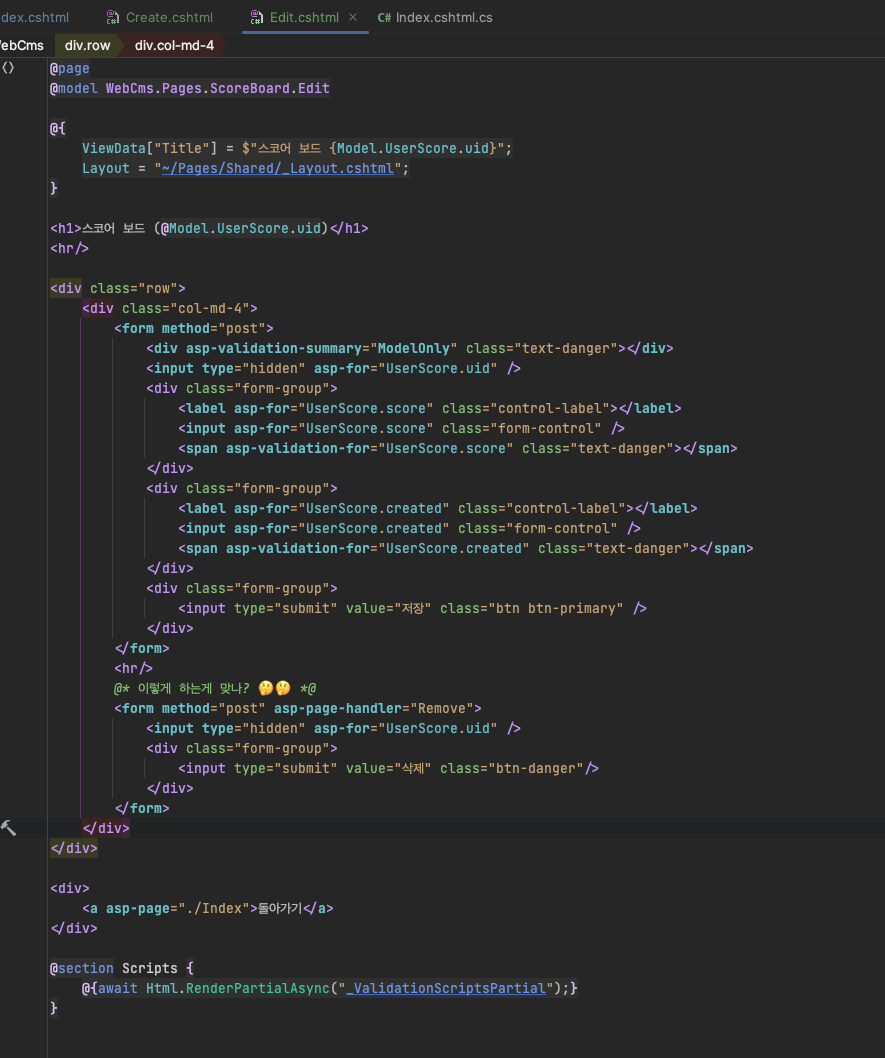 dex.cshtml Create.cshtml Edit.cshtml × C# Index.cshtml.cs
WebCms div.row div.col-md-4
@page
@model WebCms.Pages.ScoreBoard.Edit
@{
    ViewData["Title"] = $"스코어 보드 {Model.UserScore.uid}";
    Layout = "~/Pages/Shared/_Layout.cshtml";
}
<h1>스코어 보드 (@Model.UserScore.uid)</h1>
<hr/>
<div class="row">
    <div class="col-md-4">
        <form method="post">
            <div asp-validation-summary="ModelOnly" class="text-danger"></div>
            <input type="hidden" asp-for="UserScore.uid" />
            <div class="form-group">
                <label asp-for="UserScore.score" class="control-label"></label>
                <input asp-for="UserScore.score" class="form-control" />
                <span asp-validation-for="UserScore.score" class="text-danger"></span>
            </div>
            <div class="form-group">
                <label asp-for="UserScore.created" class="control-label"></label>
                <input asp-for="UserScore.created" class="form-control" />
                <span asp-validation-for="UserScore.created" class="text-danger"></span>
            </div>
            <div class="form-group">
                <input type="submit" value="저장" class="btn btn-primary" />
            </div>
        </form>
        <hr/>
        @* 이렇게 하는게 맞나? 🤔🤔 *@
        <form method="post" asp-page-handler="Remove">
            <input type="hidden" asp-for="UserScore.uid" />
            <div class="form-group">
                <input type="submit" value="삭제" class="btn-danger"/>
            </div>
        </form>
    </div>
</div>
<div>
    <a asp-page="./Index">돌아가기</a>
</div>
@section Scripts {
    @{await Html.RenderPartialAsync("_ValidationScriptsPartial");}
}